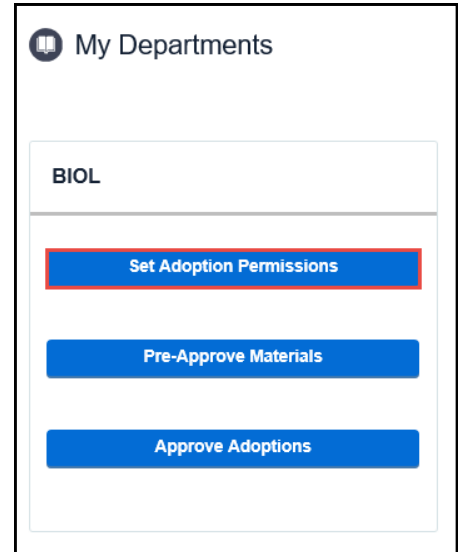 My Departments
BIOL
Set Adoption Permissions
Pre-Approve Materials
Approve Adoptions